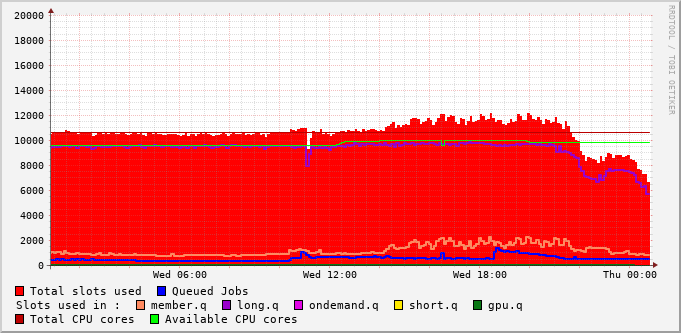 RRDTOOL / TOBI OETIKER
20000
18000
16000
14000
12000
10000
8000
6000
4000
2000
0
Wed 06:00 Wed 12:00 Wed 18:00 Thu 00:00
Total slots used Queued Jobs
Slots used in : member.q long.q ondemand.q short.q gpu.q
Total CPU cores Available CPU cores